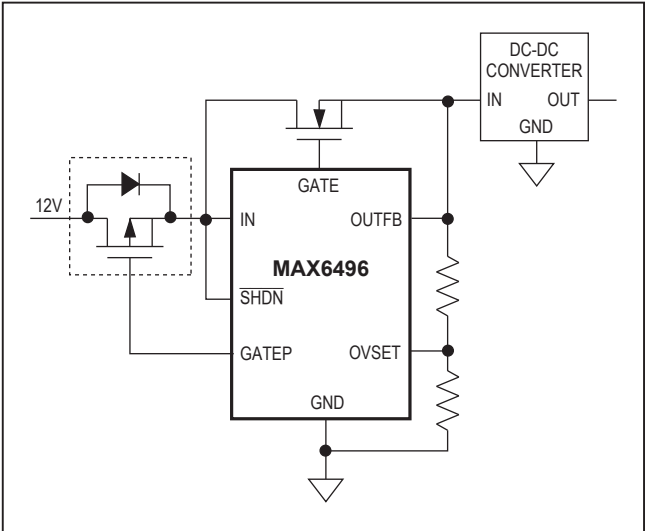 DC-DC
CONVERTER
IN OUT
GND
GATE
12V
IN OUTFB
MAX6496
SHDN
GATEP OVSET
GND